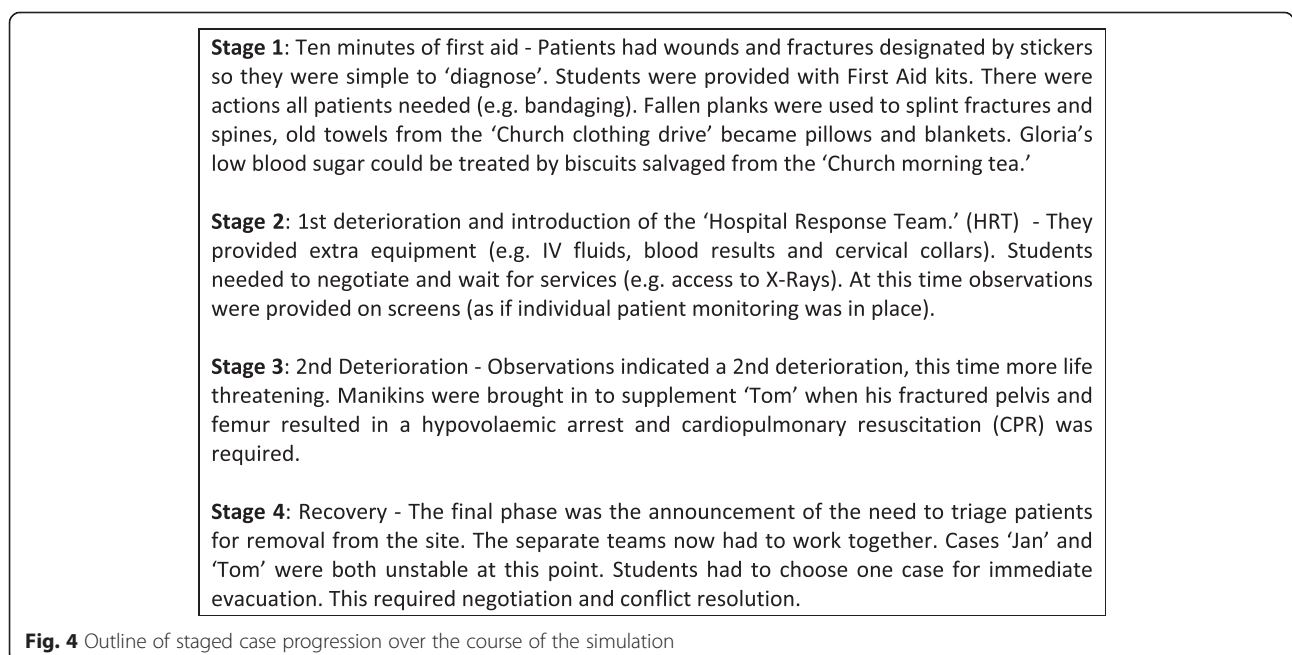 Stage 1: Ten minutes of first aid - Patients had wounds and fractures designated by stickers
so they were simple to ‘diagnose’. Students were provided with First Aid kits. There were
actions all patients needed (e.g. bandaging). Fallen planks were used to splint fractures and
spines, old towels from the ‘Church clothing drive’ became pillows and blankets. Gloria’s
low blood sugar could be treated by biscuits salvaged from the ‘Church morning tea.’
Stage 2: 1st deterioration and introduction of the ‘Hospital Response Team.’ (HRT) - They
provided extra equipment (e.g. IV fluids, blood results and cervical collars). Students
needed to negotiate and wait for services (e.g. access to X-Rays). At this time observations
were provided on screens (as if individual patient monitoring was in place).
Stage 3: 2nd Deterioration - Observations indicated a 2nd deterioration, this time more life
threatening. Manikins were brought in to supplement ‘Tom’ when his fractured pelvis and
femur resulted in a hypovolaemic arrest and cardiopulmonary resuscitation (CPR) was
required.
Stage 4: Recovery - The final phase was the announcement of the need to triage patients
for removal from the site. The separate teams now had to work together. Cases ‘Jan’ and
‘Tom’ were both unstable at this point. Students had to choose one case for immediate
evacuation. This required negotiation and conflict resolution.
Fig. 4 Outline of staged case progression over the course of the simulation